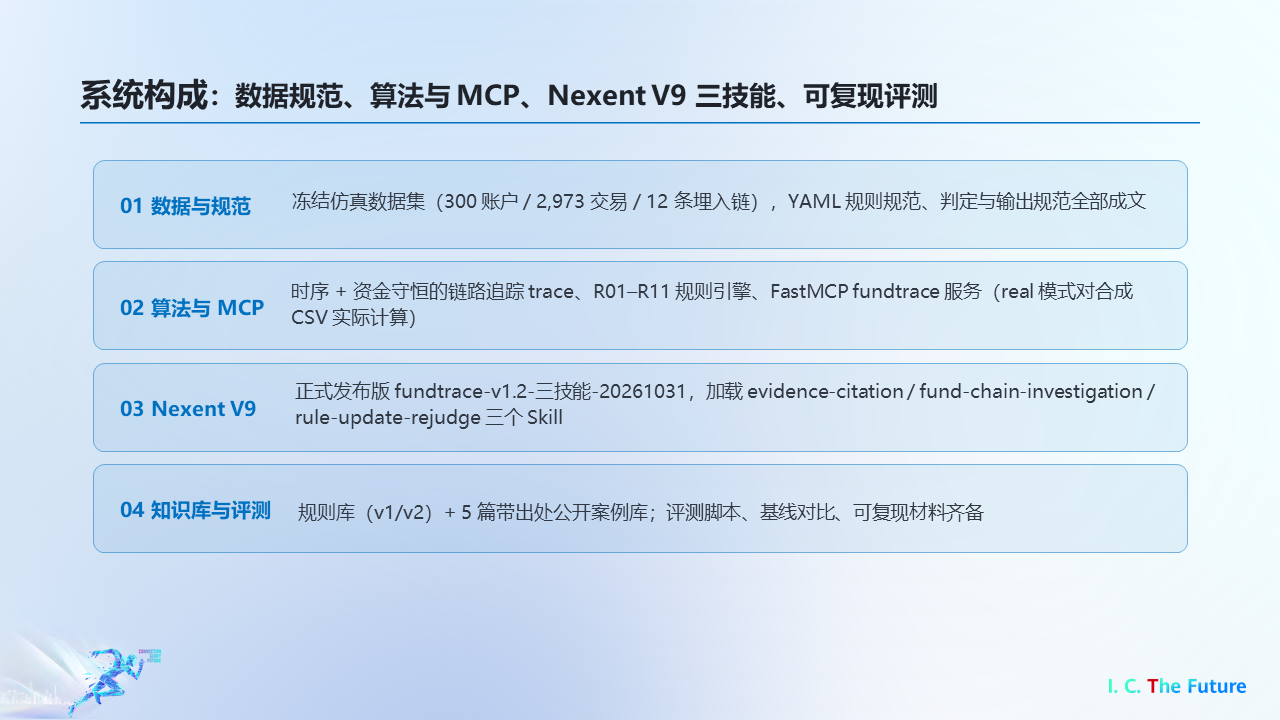 系统构成：数据规范、算法与 MCP、Nexent V9 三技能、可复现评测
01 数据与规范
冻结仿真数据集（300 账户 / 2,973 交易 / 12 条埋入链），YAML 规则规范、判定与输出规范全部成文
02 算法与 MCP
时序 + 资金守恒的链路追踪 trace、R01–R11 规则引擎、FastMCP fundtrace 服务（real 模式对合成
CSV 实际计算）
03 Nexent V9
正式发布版 fundtrace-v1.2-三技能-20261031，加载 evidence-citation / fund-chain-investigation /
rule-update-rejudge 三个 Skill
04 知识库与评测
规则库（v1/v2）+ 5 篇带出处公开案例库；评测脚本、基线对比、可复现材料齐备
I. C. The Future